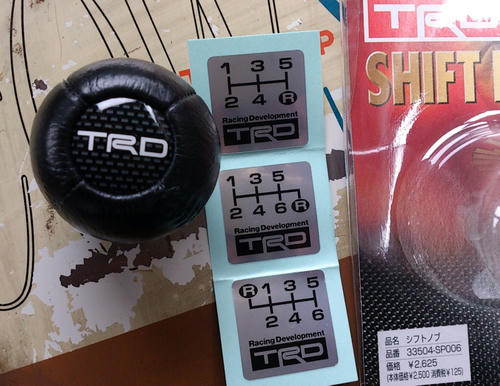 TRD
1 3 5
2 4 R
Racing Development
TRD
1 3 5
2 4 6 R
Racing Development
TRD
R 1 3 5
2 4 6
Racing Development
TRD
TRD
SHIFT
品名 シフトノブ
品番 33504-SP006
価格 ¥2,625
(本体価格¥2,500 消費税¥125)